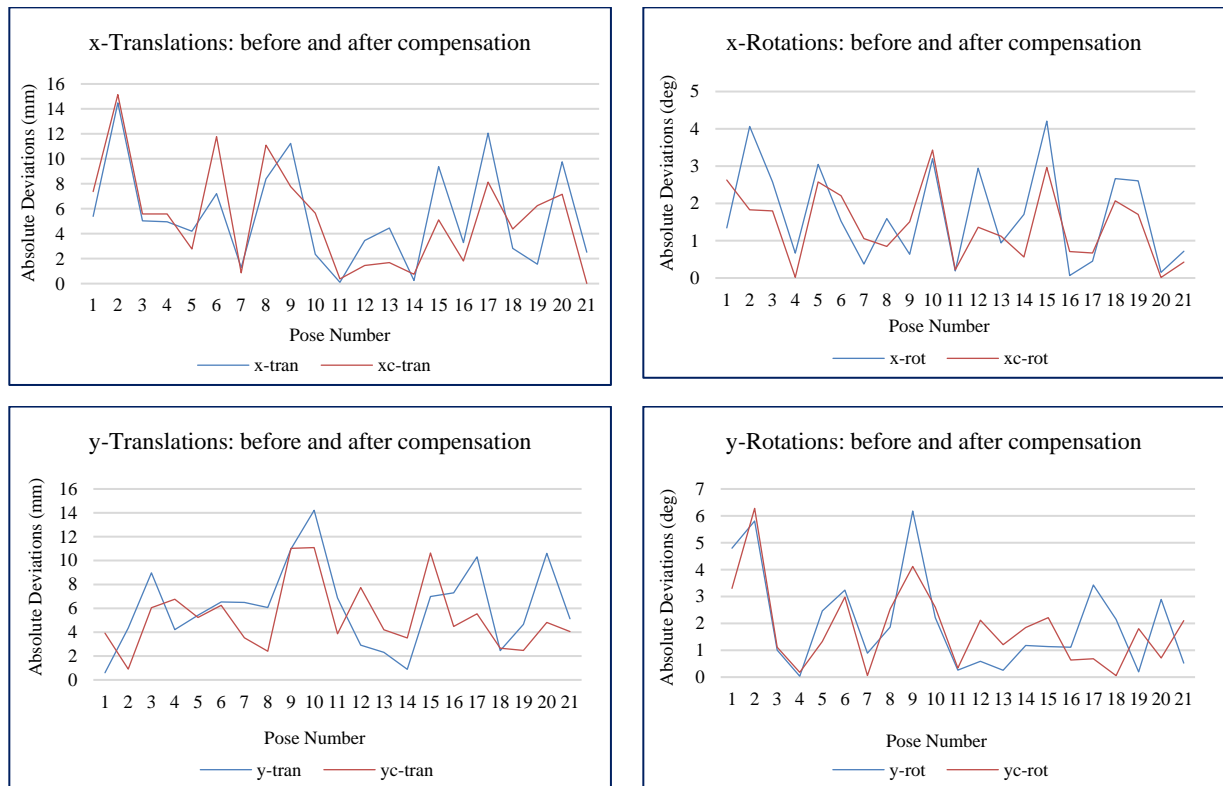 x-Translations: before and after compensation
Absolute Deviations (mm)
16
14
12
10
8
6
4
2
0
1 2 3 4 5 6 7 8 9 10 11 12 13 14 15 16 17 18 19 20 21
Pose Number
x-tran xc-tran
x-Rotations: before and after compensation
Absolute Deviations (deg)
5
4
3
2
1
0
1 2 3 4 5 6 7 8 9 10 11 12 13 14 15 16 17 18 19 20 21
Pose Number
x-rot xc-rot
y-Translations: before and after compensation
Absolute Deviations (mm)
16
14
12
10
8
6
4
2
0
1 2 3 4 5 6 7 8 9 10 11 12 13 14 15 16 17 18 19 20 21
Pose Number
y-tran yc-tran
y-Rotations: before and after compensation
Absolute Deviations (deg)
7
6
5
4
3
2
1
0
1 2 3 4 5 6 7 8 9 10 11 12 13 14 15 16 17 18 19 20 21
Pose Number
y-rot yc-rot